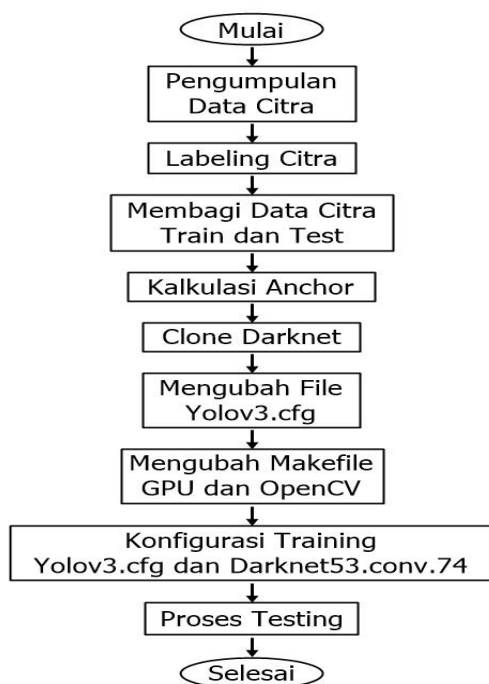 Mulai
Pengumpulan
Data Citra
Labeling Citra
Membagi Data Citra
Train dan Test
Kalkulasi Anchor
Clone Darknet
Mengubah File
Yolov3.cfg
Mengubah Makefile
GPU dan OpenCV
Konfigurasi Training
Yolov3.cfg dan Darknet53.conv.74
Proses Testing
Selesai